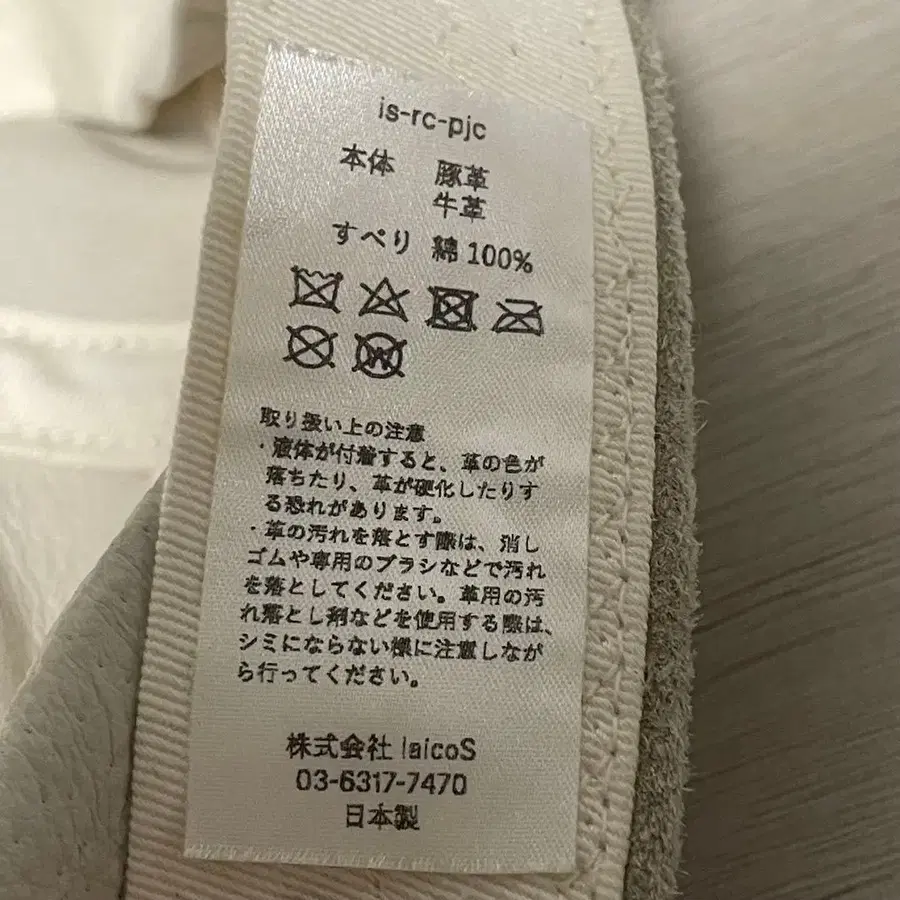 is-rc-pjc
本体 豚革
牛革
すべり 綿100%
取り扱い上の注意
・液体が付着すると、革の色が
落ちたり、革が硬化したりす
る恐れがあります。
・革の汚れを落とす際は、消し
ゴムや専用のブラシなどで汚れ
を落としてください。革用の汚
れ落とし剤などを使用する際は、
シミにならない様に注意しなが
ら行ってください。
株式会社 laicoS
03-6317-7470
日本製